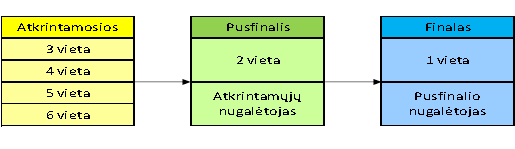 Atkrintamosios
3 vieta
4 vieta
5 vieta
6 vieta
Pusfinalis
2 vieta
Atkrintamųjų
nugalėtojas
Finalas
1 vieta
Pusfinalio
nugalėtojas